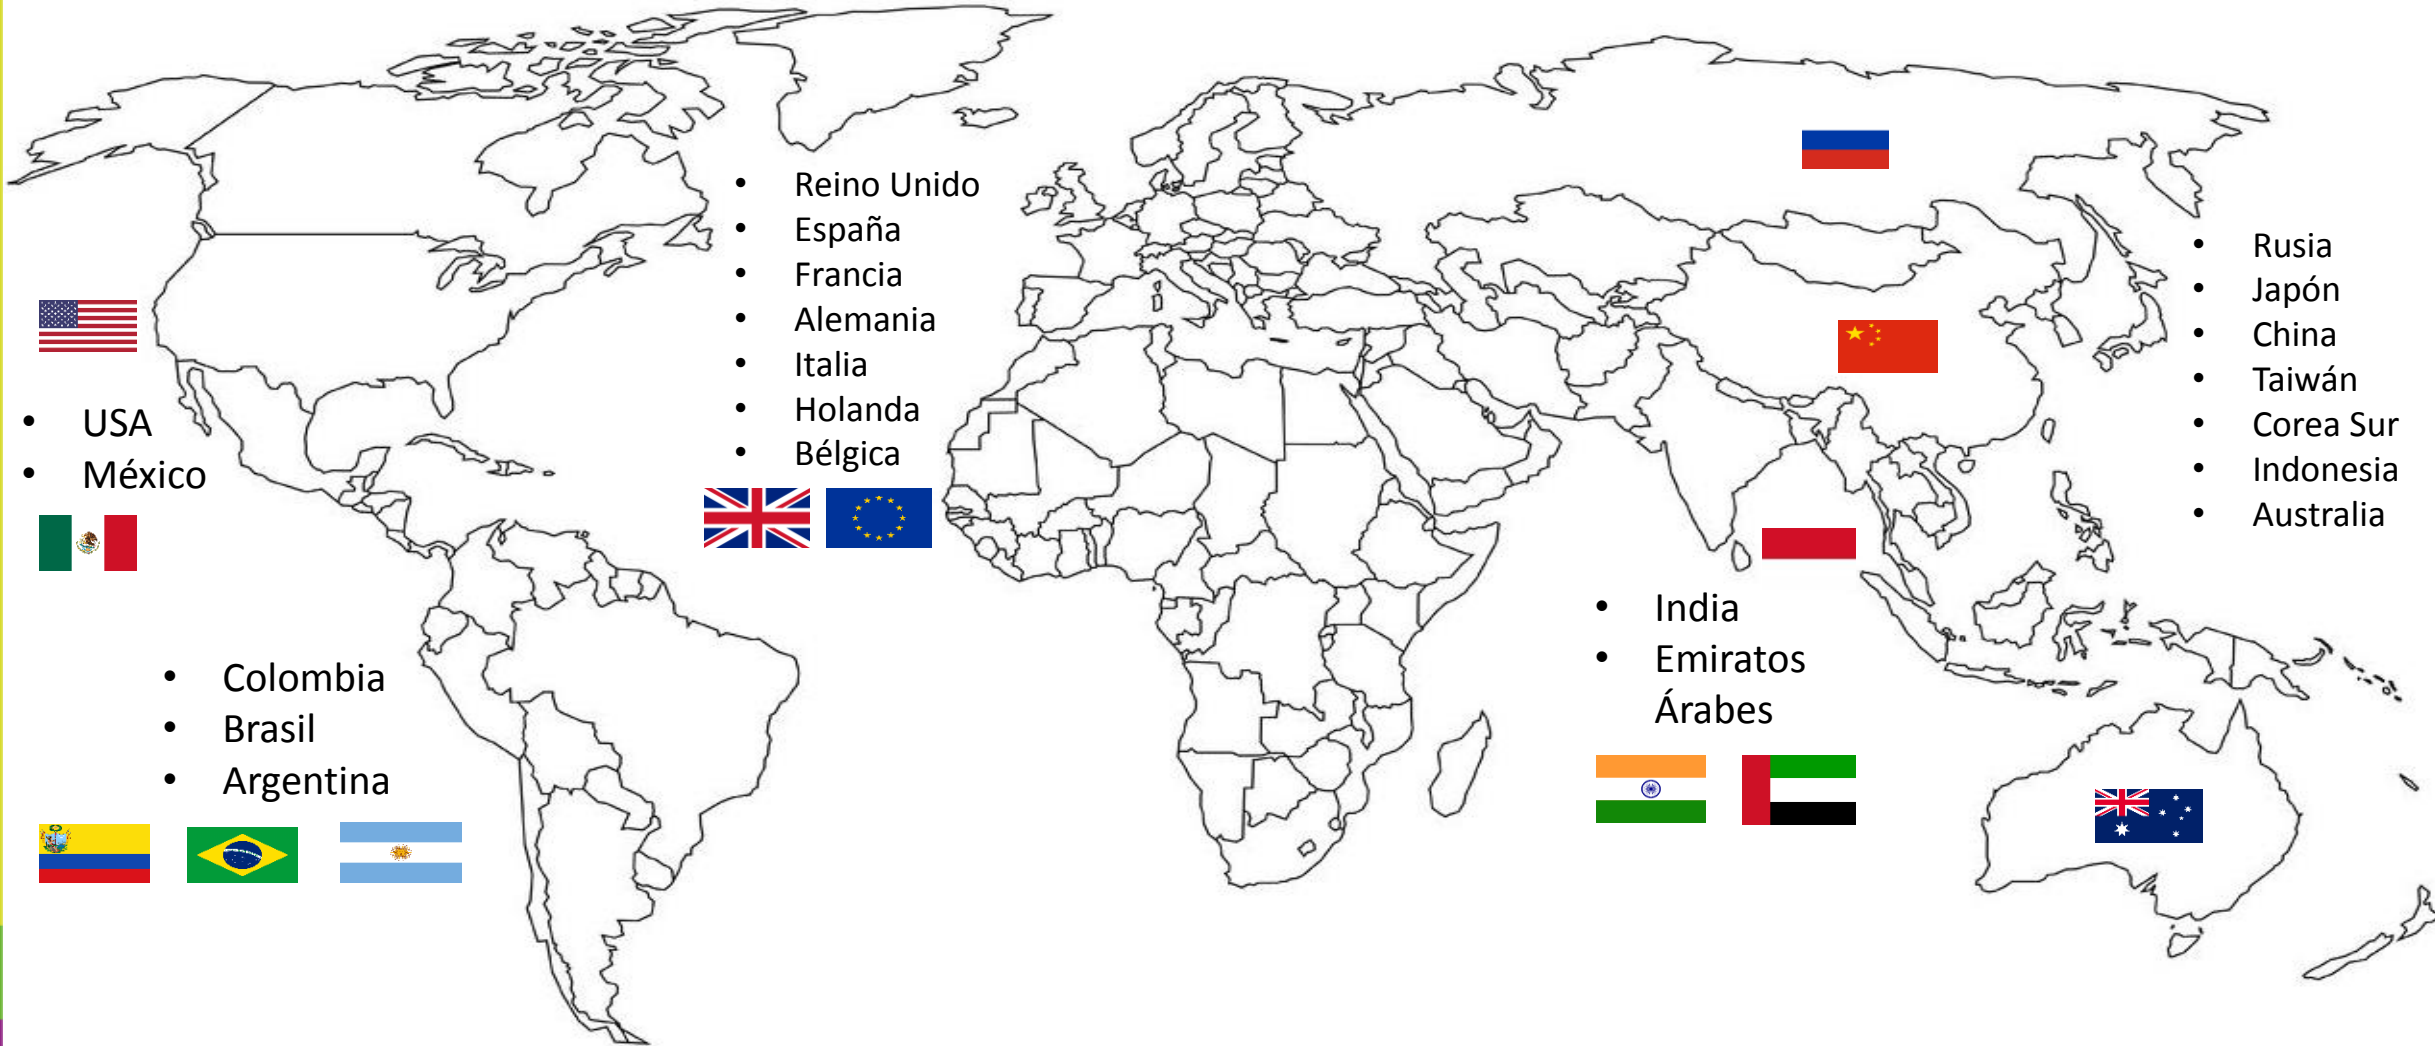 • USA
• México
• Colombia
• Brasil
• Argentina
• Reino Unido
• España
• Francia
• Alemania
• Italia
• Holanda
• Bélgica
• India
• Emiratos
Árabes
• Rusia
• Japón
• China
• Taiwán
• Corea Sur
• Indonesia
• Australia